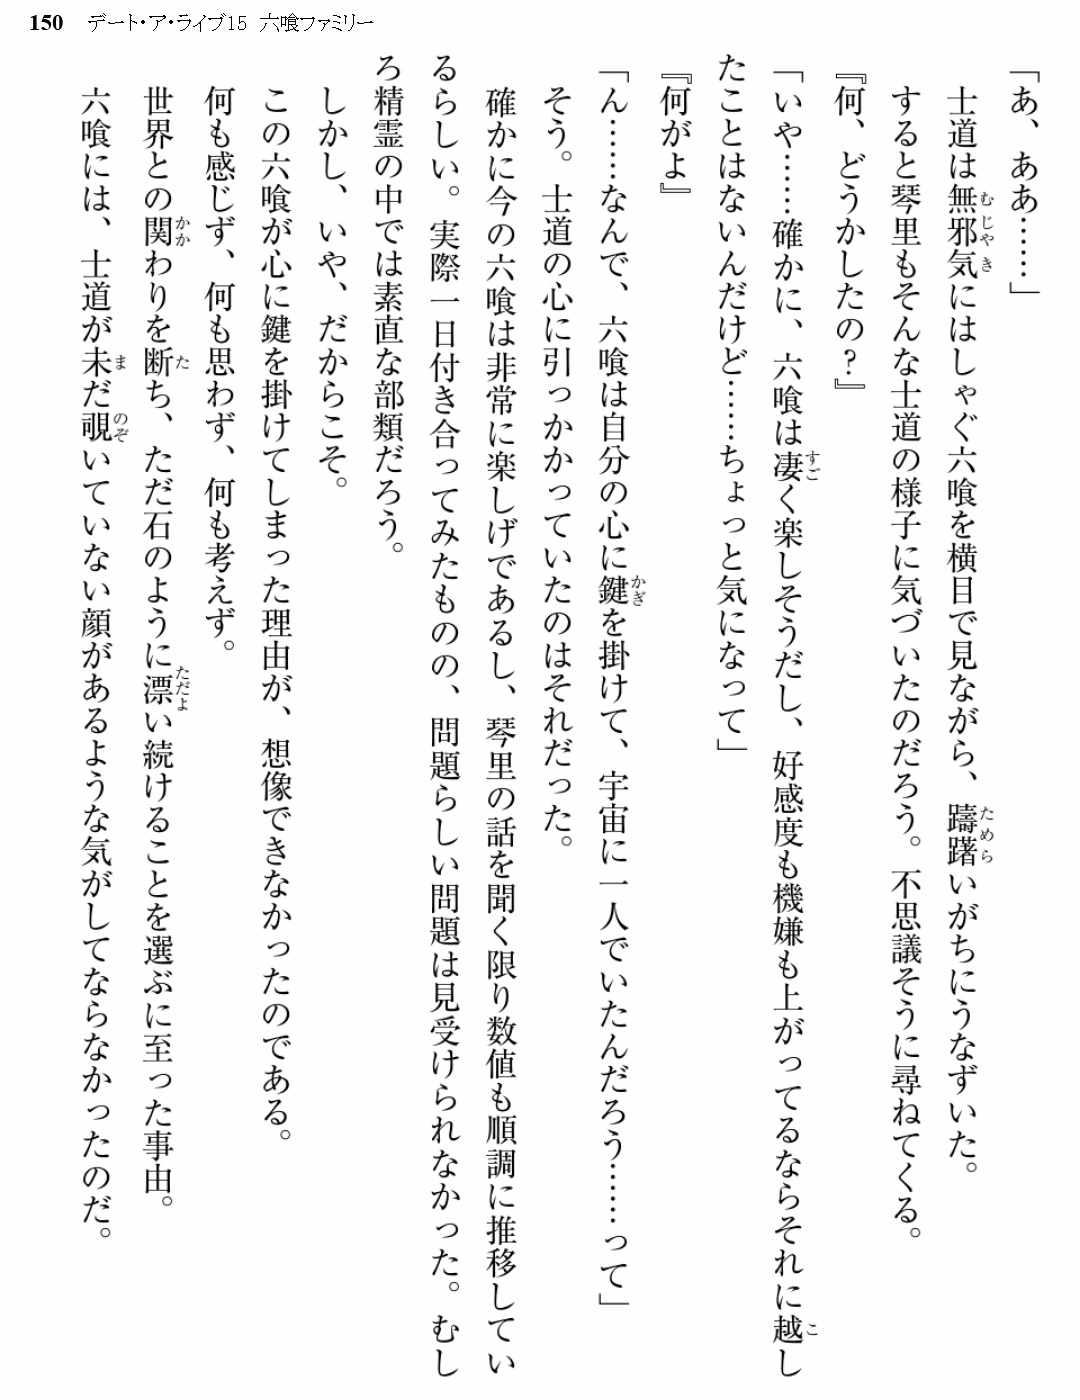 150 デート・ア・ライブ15 六喰ファミリー
「あ、ああ……」
士道は無邪気にはしゃぐ六喰を横目で見ながら、躊躇いがちにうなずいた。
すると琴里もそんな士道の様子に気づいたのだろう。不思議そうに尋ねてくる。
『何、どうかしたの?』
「いや……確かに、六喰は凄く楽しそうだし、好感度も機嫌も上がってるならそれに越し
たことはないんだけど……ちょっと気になって」
『何がよ』
「ん……なんで、六喰は自分の心に鍵を掛けて、宇宙に一人でいたんだろう……って」
そう。士道の心に引っかかっていたのはそれだった。
確かに今の六喰は非常に楽しげであるし、琴里の話を聞く限り数値も順調に推移してい
るらしい。実際一日付き合ってみたものの、問題らしい問題は見受けられなかった。むし
ろ精霊の中では素直な部類だろう。
しかし、いや、だからこそ。
この六喰が心に鍵を掛けてしまった理由が、想像できなかったのである。
何も感じず、何も思わず、何も考えず。
世界との関わりを断ち、ただ石のように漂い続けることを選ぶに至った事由。
六喰には、士道が未だ覗いていない顔があるような気がしてならなかったのだ。